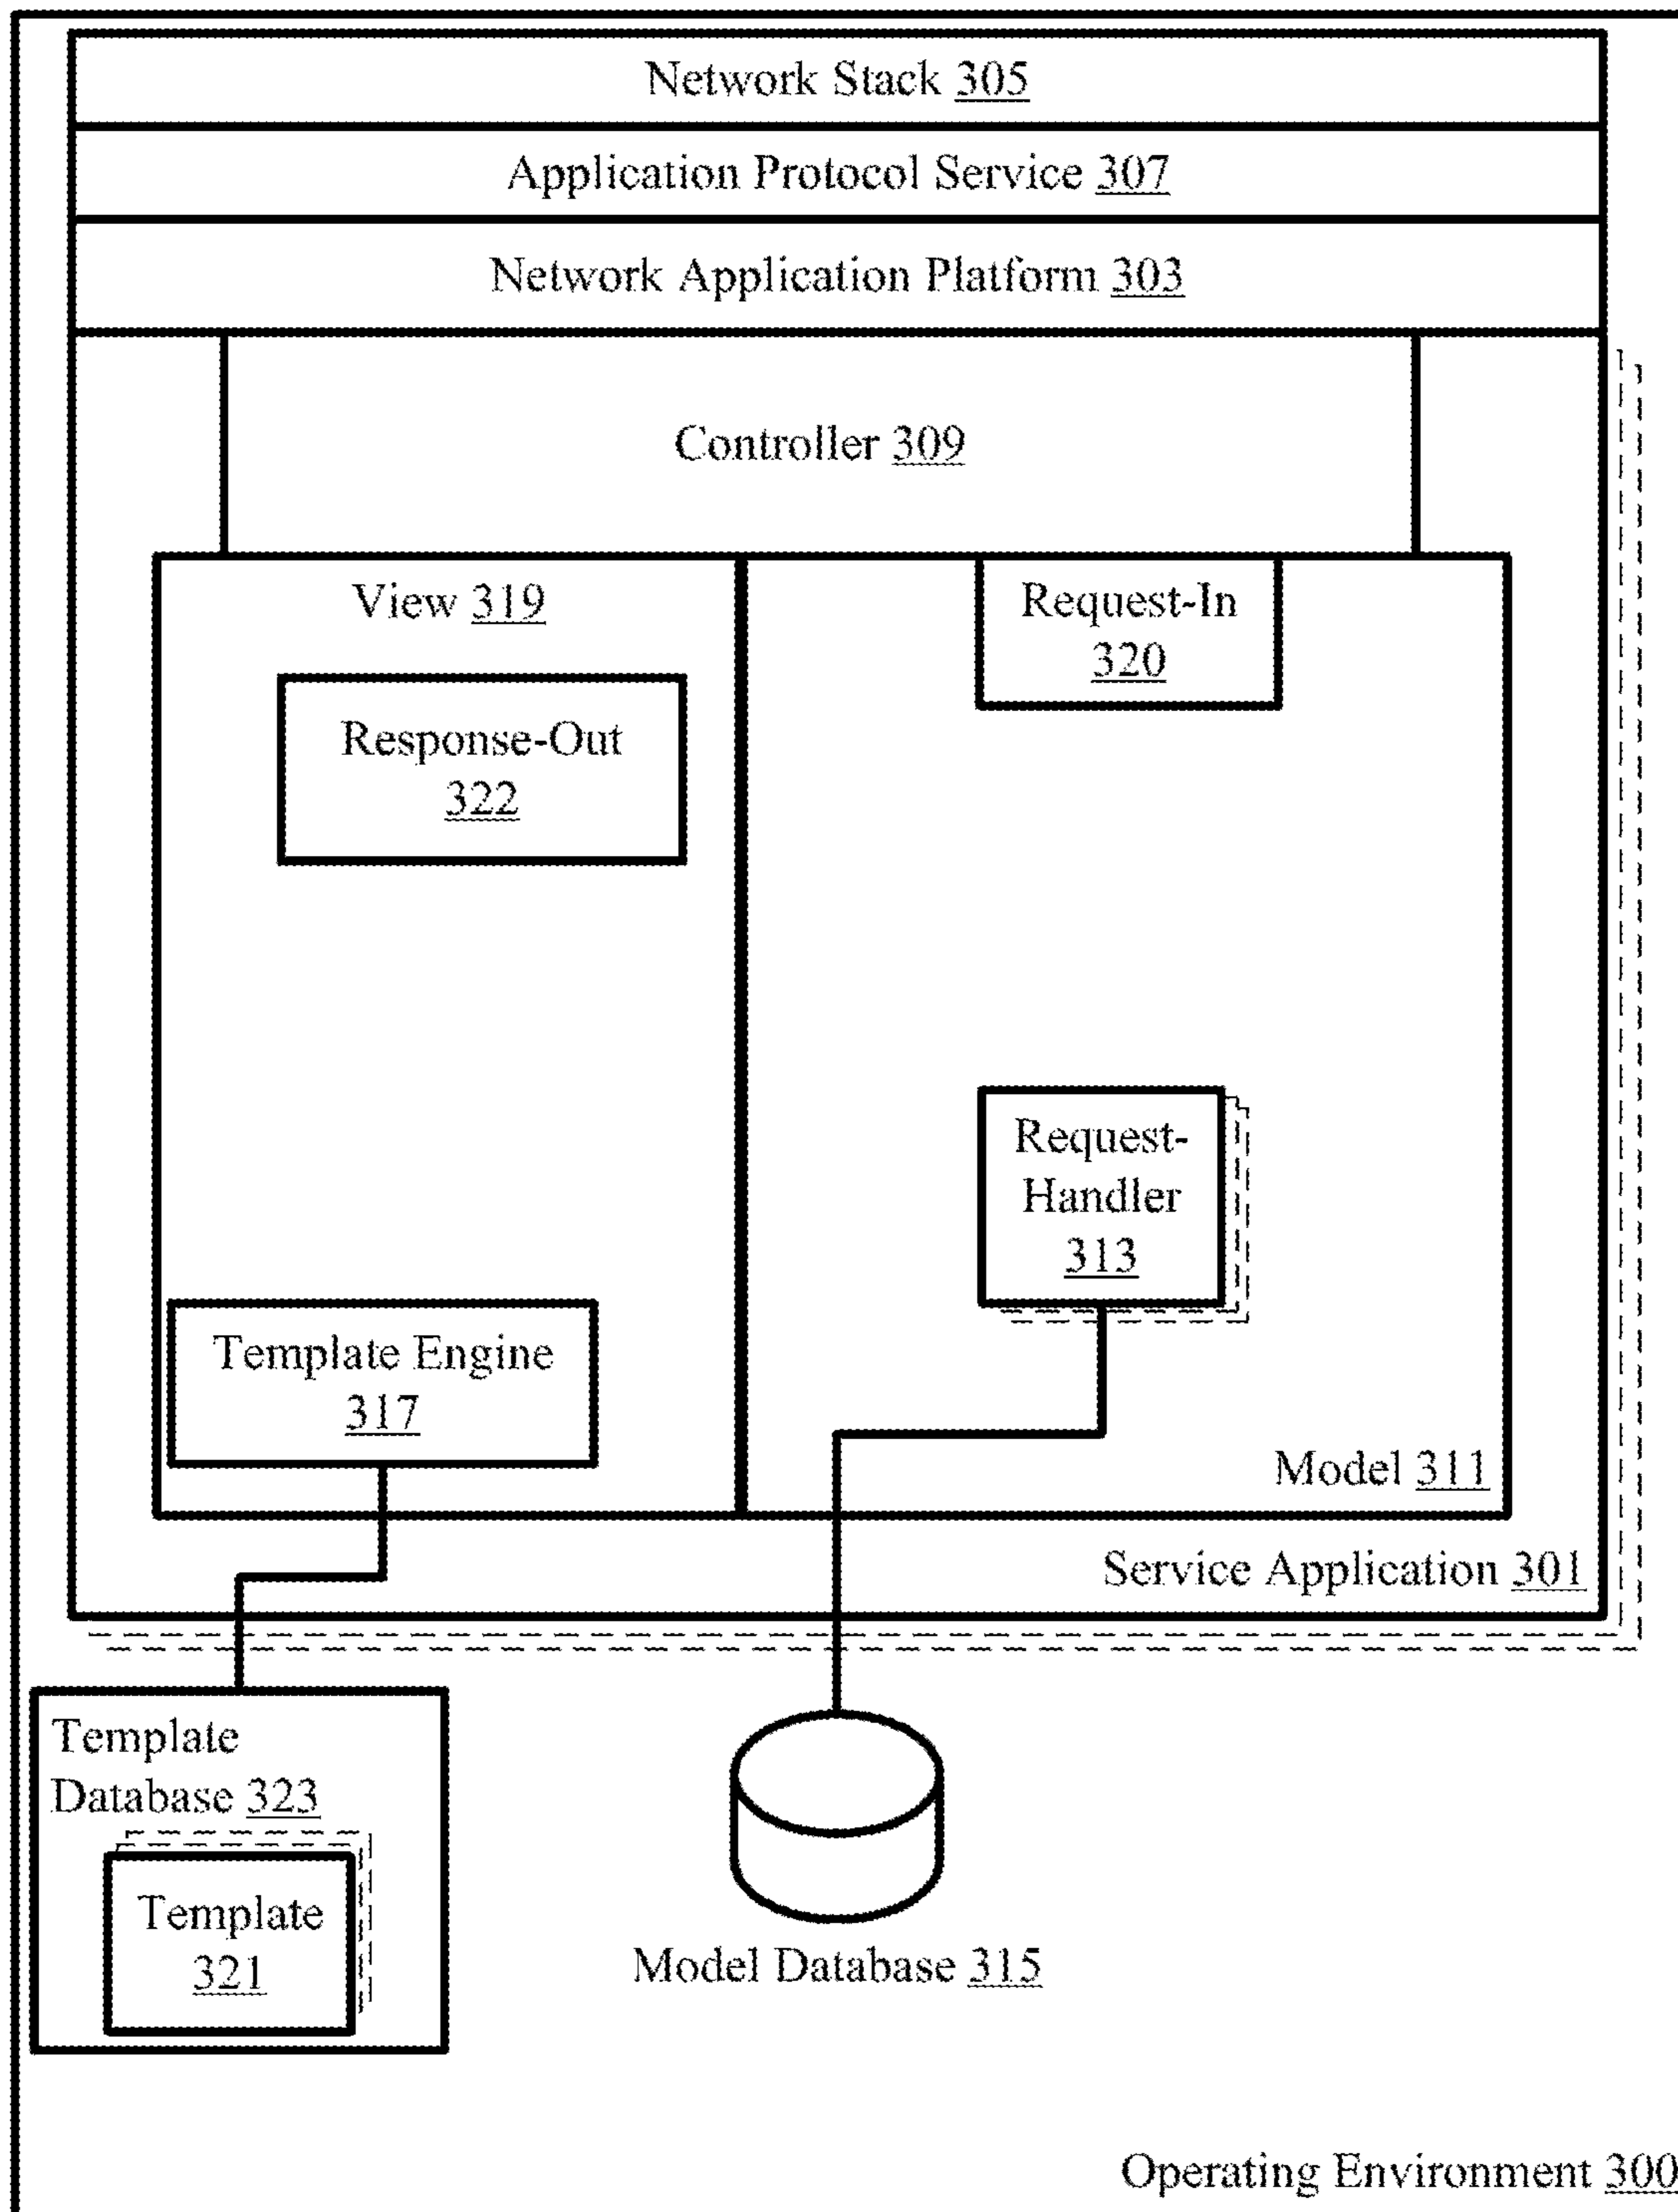 Network Stack 305
Application Protocol Service 307
Network Application Platform 303
Controller 309
View 319
Response-Out
322
Request-In
320
Request-
Handler
313
Template Engine
317
Model 311
Service Application 301
Template
Database 323
Template
321
Model Database 315
Operating Environment 300